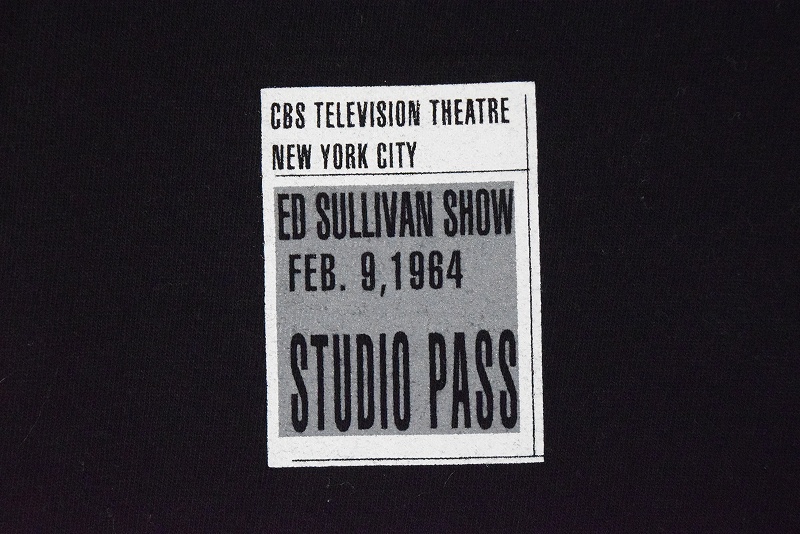 CBS TELEVISION THEATRE
NEW YORK CITY
ED SULLIVAN SHOW
FEB. 9,1964
STUDIO PASS